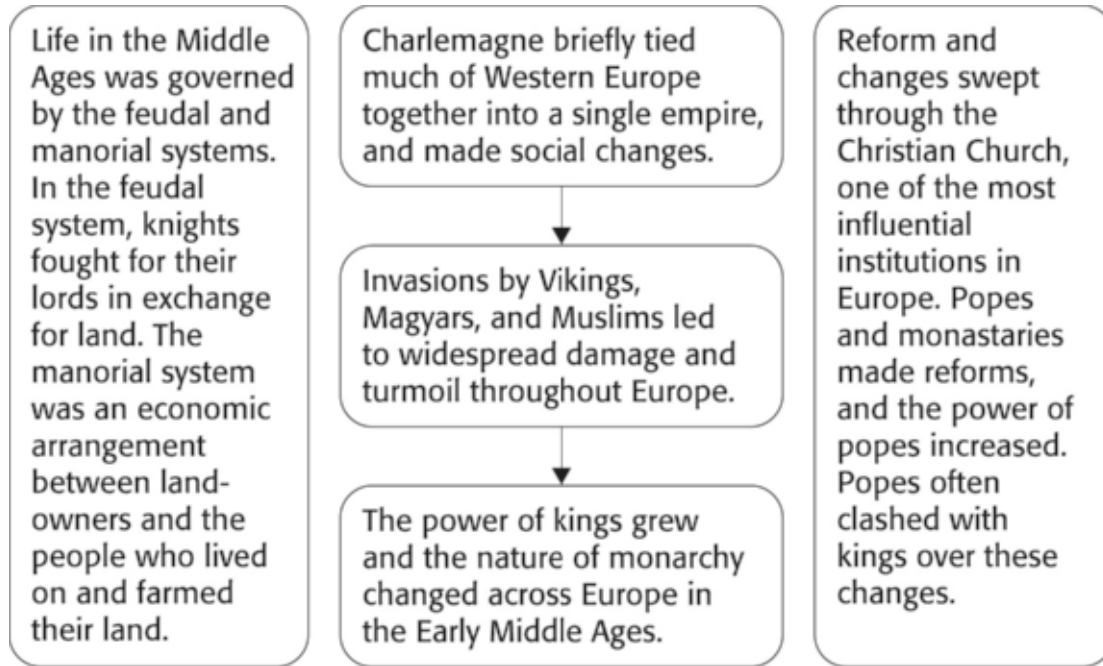 Life in the Middle
Ages was governed
by the feudal and
manorial systems.
In the feudal
system, knights
fought for their
lords in exchange
for land. The
manorial system
was an economic
arrangement
between land-
owners and the
people who lived
on and farmed
their land.
Charlemagne briefly tied
much of Western Europe
together into a single empire,
and made social changes.
Invasions by Vikings,
Magyars, and Muslims led
to widespread damage and
turmoil throughout Europe.
The power of kings grew
and the nature of monarchy
changed across Europe in
the Early Middle Ages.
Reform and
changes swept
through the
Christian Church,
one of the most
influential
institutions in
Europe. Popes
and monastaries
made reforms,
and the power of
popes increased.
Popes often
clashed with
kings over these
changes.